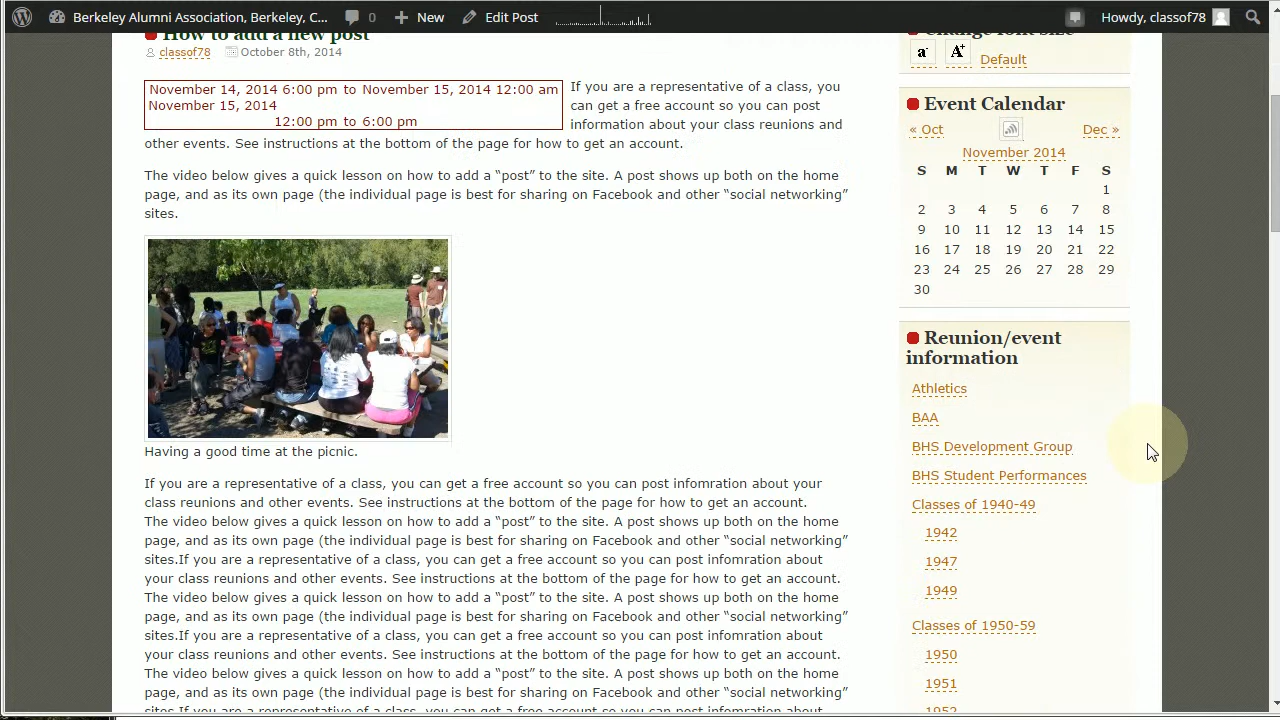 Berkeley Alumni Association, Berkeley, C... 0 New Edit Post Howdy, classof78
How to add a new post
classof78 October 8th, 2014
November 14, 2014 6:00 pm to November 15, 2014 12:00 am
November 15, 2014
12:00 pm to 6:00 pm
If you are a representative of a class, you
can get a free account so you can post
information about your class reunions and
other events. See instructions at the bottom of the page for how to get an account.
The video below gives a quick lesson on how to add a “post” to the site. A post shows up both on the home
page, and as its own page (the individual page is best for sharing on Facebook and other “social networking”
sites.
Having a good time at the picnic.
If you are a representative of a class, you can get a free account so you can post infomration about your
class reunions and other events. See instructions at the bottom of the page for how to get an account.
The video below gives a quick lesson on how to add a “post” to the site. A post shows up both on the home
page, and as its own page (the individual page is best for sharing on Facebook and other “social networking”
sites.If you are a representative of a class, you can get a free account so you can post infomration about
your class reunions and other events. See instructions at the bottom of the page for how to get an account.
The video below gives a quick lesson on how to add a “post” to the site. A post shows up both on the home
page, and as its own page (the individual page is best for sharing on Facebook and other “social networking”
sites.If you are a representative of a class, you can get a free account so you can post infomration about
your class reunions and other events. See instructions at the bottom of the page for how to get an account.
The video below gives a quick lesson on how to add a “post” to the site. A post shows up both on the home
page, and as its own page (the individual page is best for sharing on Facebook and other “social networking”
sites.If you are a representative of a class, you can get a free account so you can post infomration about
Change font size
a- A+ Default
Event Calendar
« Oct Dec »
November 2014
S M T W T F S
1
2 3 4 5 6 7 8
9 10 11 12 13 14 15
16 17 18 19 20 21 22
23 24 25 26 27 28 29
30
Reunion/event
information
Athletics
BAA
BHS Development Group
BHS Student Performances
Classes of 1940-49
1942
1947
1949
Classes of 1950-59
1950
1951
1952